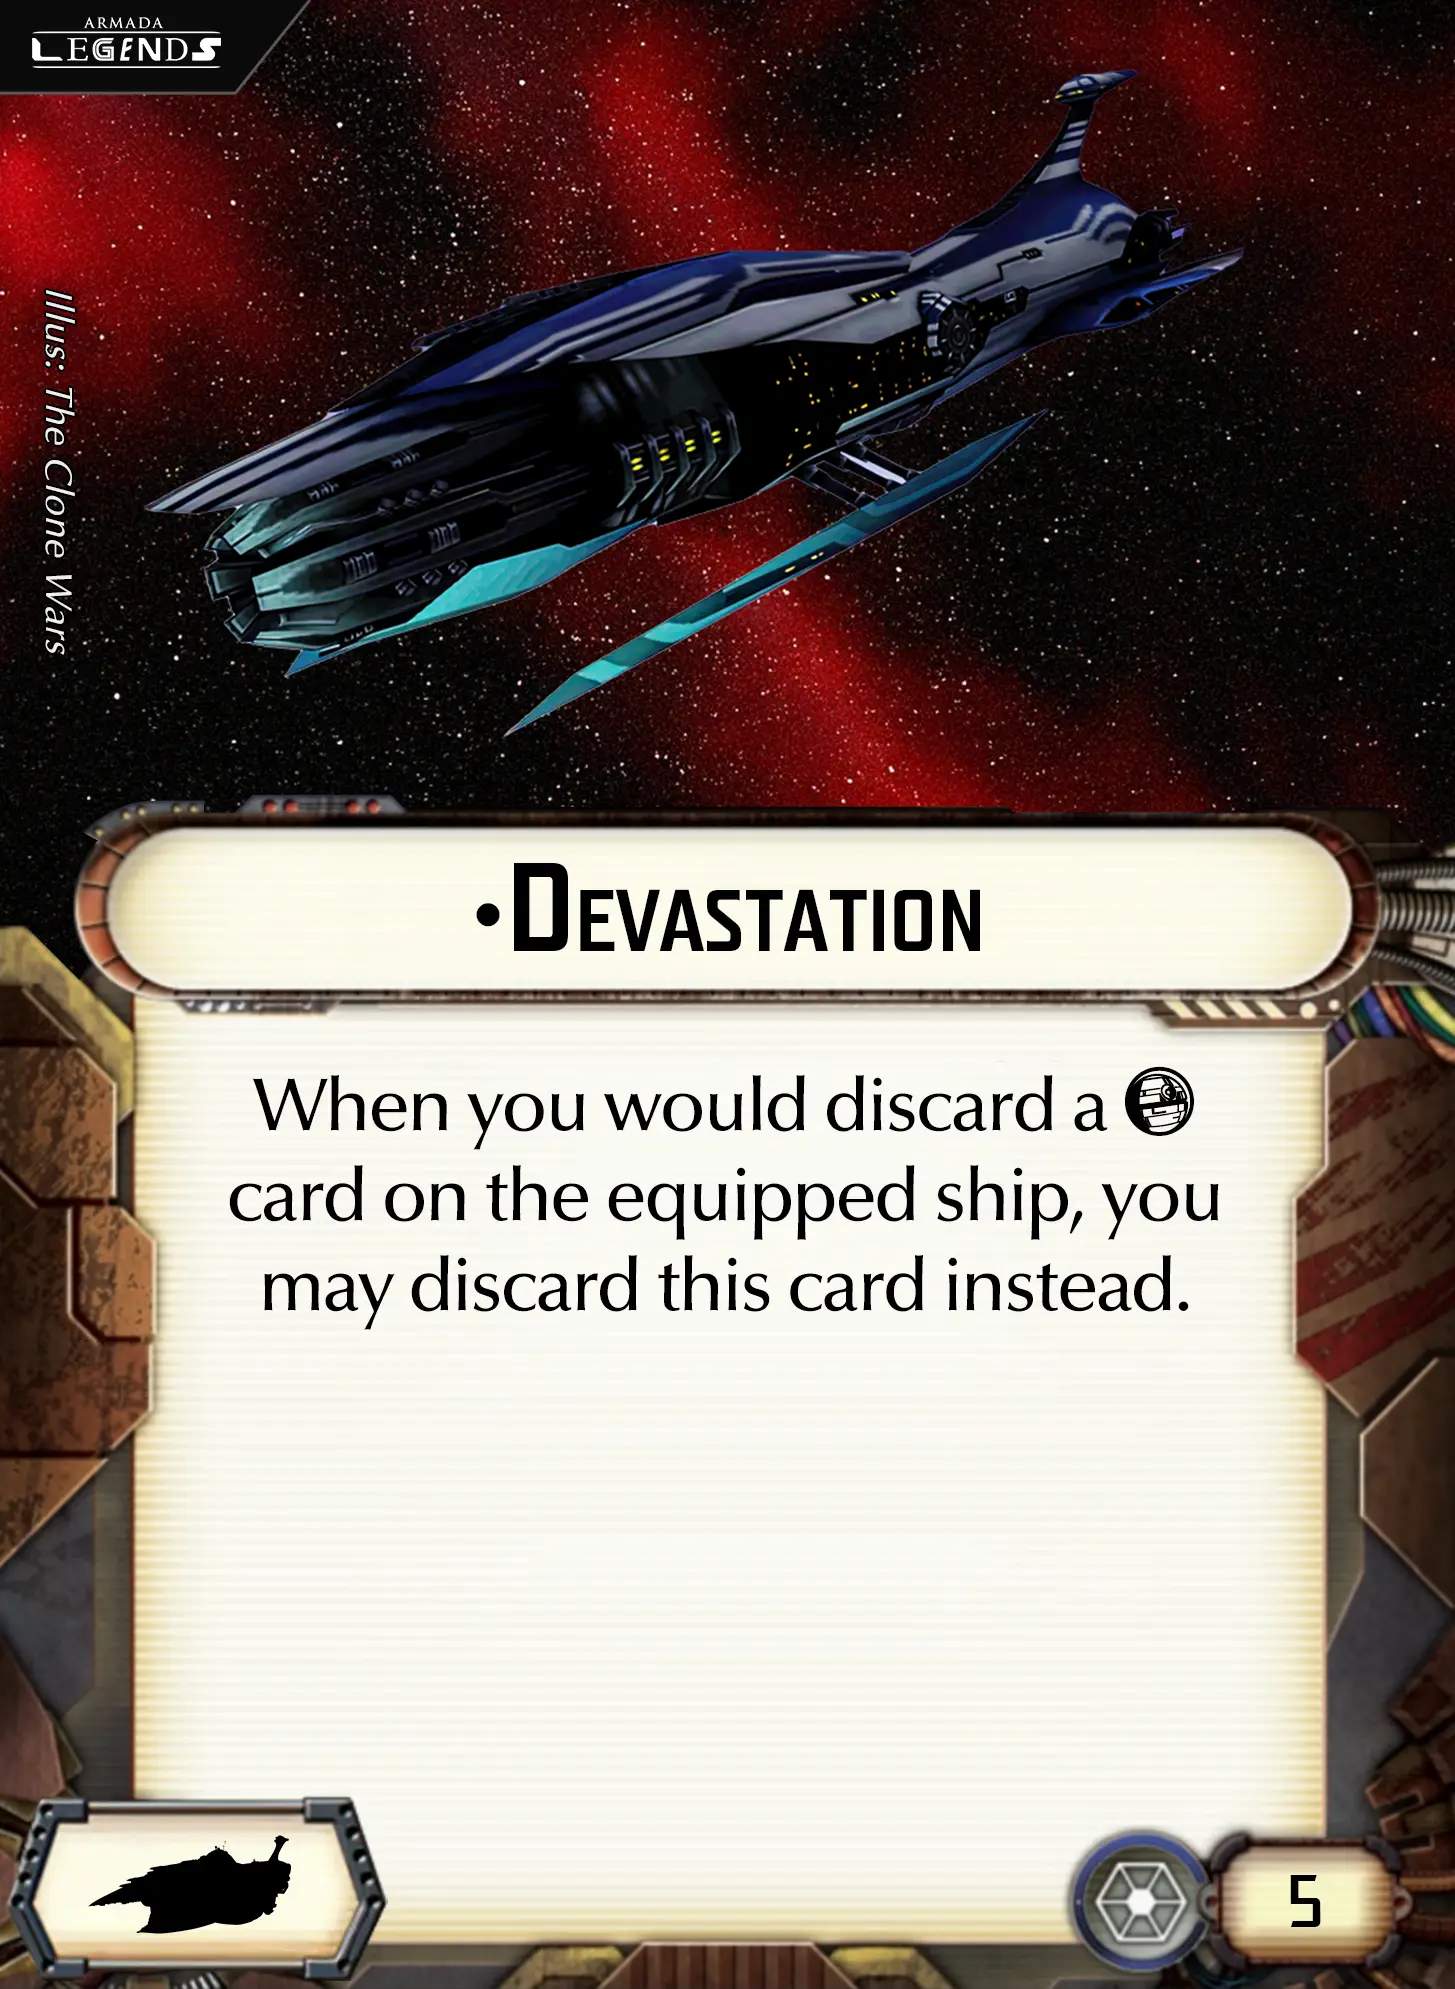 ARMADA
LEGENDS
Illus: The Clone Wars
•DEVASTATION
When you would discard a
card on the equipped ship, you
may discard this card instead.
5